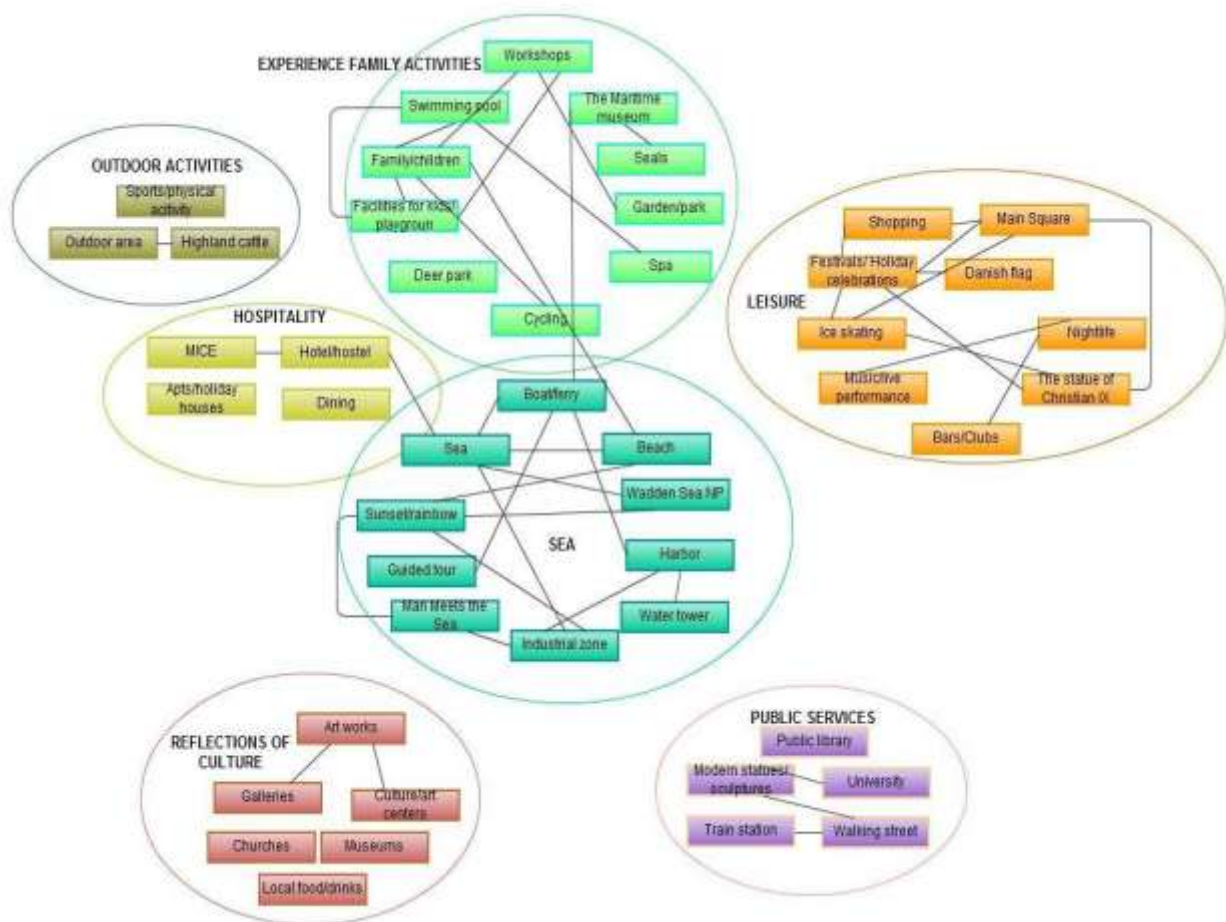 EXPERIENCE FAMILY ACTIVITIES
Workshops
Swimming pool
The Maritime
museum
Family/children
Seals
Facilities for kids/
playgroun
Garden/park
Deer park
Spa
Cycling
OUTDOOR ACTIVITIES
Sports/physical
activity
Outdoor area
Highland cattle
HOSPITALITY
MICE
Hotel/hostel
Apts/holiday
houses
Dining
LEISURE
Shopping
Main Square
Festivals/ Holiday
celebrations
Danish flag
Ice skating
Nightlife
Music/live
performance
The statue of
Christian IX
Bars/Clubs
SEA
Boat/ferry
Sea
Beach
Wadden Sea NP
Sunset/rainbow
Harbor
Guided tour
Man Meets the
Sea
Water tower
Industrial zone
REFLECTIONS OF
CULTURE
Art works
Galleries
Culture/art
centers
Churches
Museums
Local food/drinks
PUBLIC SERVICES
Public library
Modern statues/
sculptures
University
Train station
Walking street